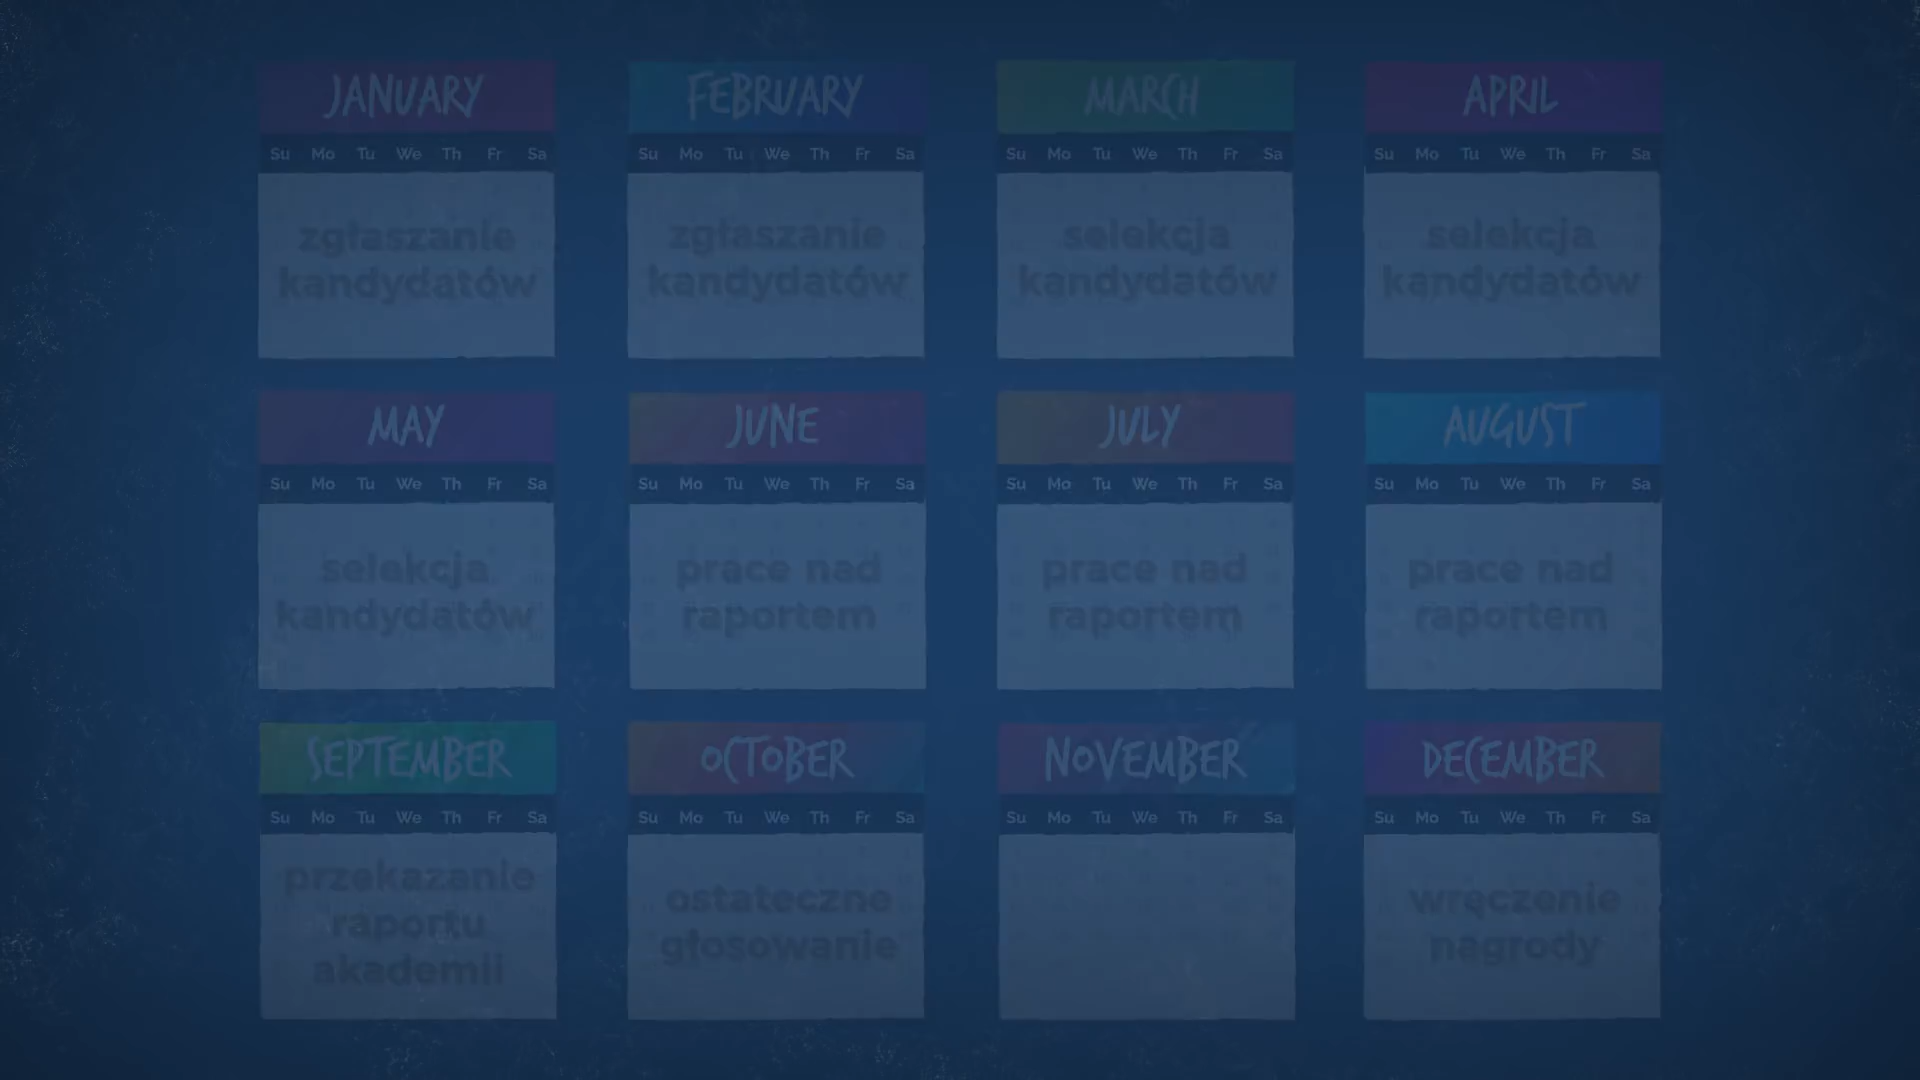 JANUARY
Su Mo Tu We Th Fr Sa
zgłaszanie
kandydatów
FEBRUARY
Su Mo Tu We Th Fr Sa
zgłaszanie
kandydatów
MARCH
Su Mo Tu We Th Fr Sa
selekcja
kandydatów
APRIL
Su Mo Tu We Th Fr Sa
selekcja
kandydatów
MAY
Su Mo Tu We Th Fr Sa
selekcja
kandydatów
JUNE
Su Mo Tu We Th Fr Sa
prace nad
raportem
JULY
Su Mo Tu We Th Fr Sa
prace nad
raportem
AUGUST
Su Mo Tu We Th Fr Sa
prace nad
raportem
SEPTEMBER
Su Mo Tu We Th Fr Sa
przekazanie
raportu
akademii
OCTOBER
Su Mo Tu We Th Fr Sa
ostateczne
głosowanie
NOVEMBER
Su Mo Tu We Th Fr Sa
DECEMBER
Su Mo Tu We Th Fr Sa
wręczenie
nagrody